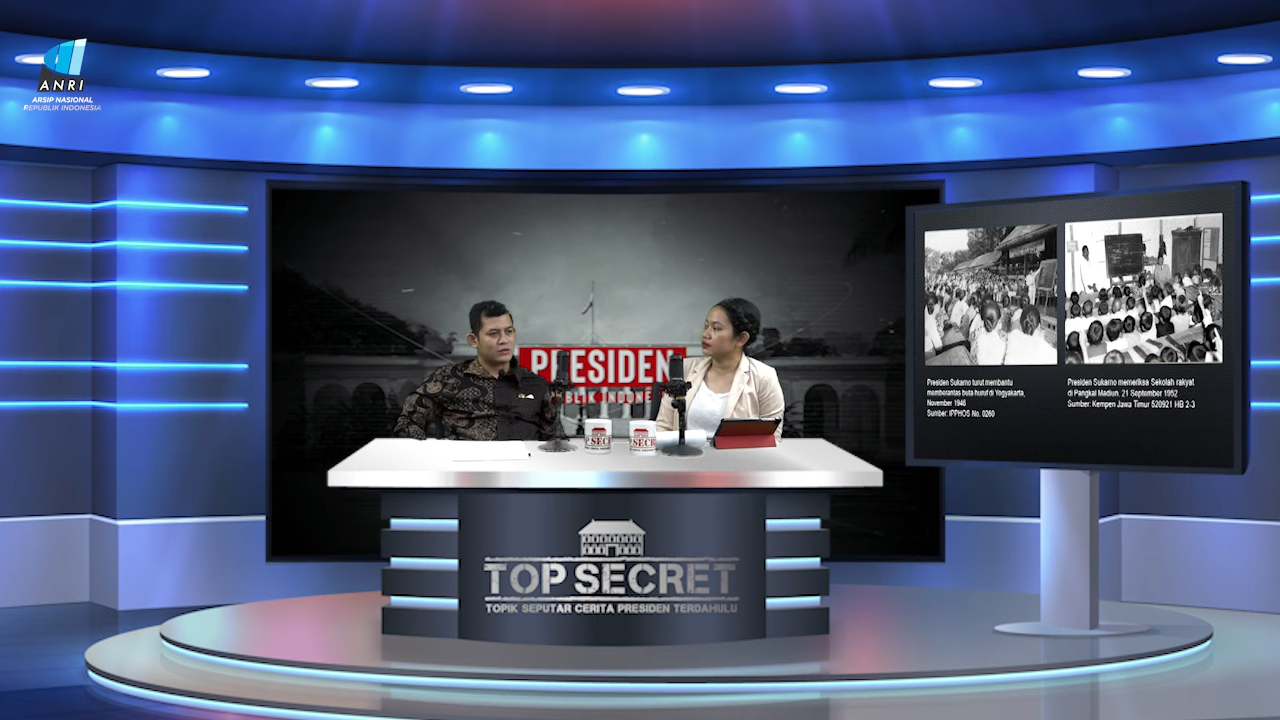 ANRI
ARSIP NASIONAL
REPUBLIK INDONESIA
PRESIDEN
Presiden Sukarno turut membantu
memberantas buta huruf di Yogyakarta,
November 1946
Sumber: IPPHOS No. 0260
Presiden Sukarno memeriksa Sekolah rakyat
di Pangkal Madiun, 21 September 1952
Sumber: Kempen Jawa Timur 520921 HB 2-3
TOP SECRET
TOPIK SEPUTAR CERITA PRESIDEN TERDAHULU